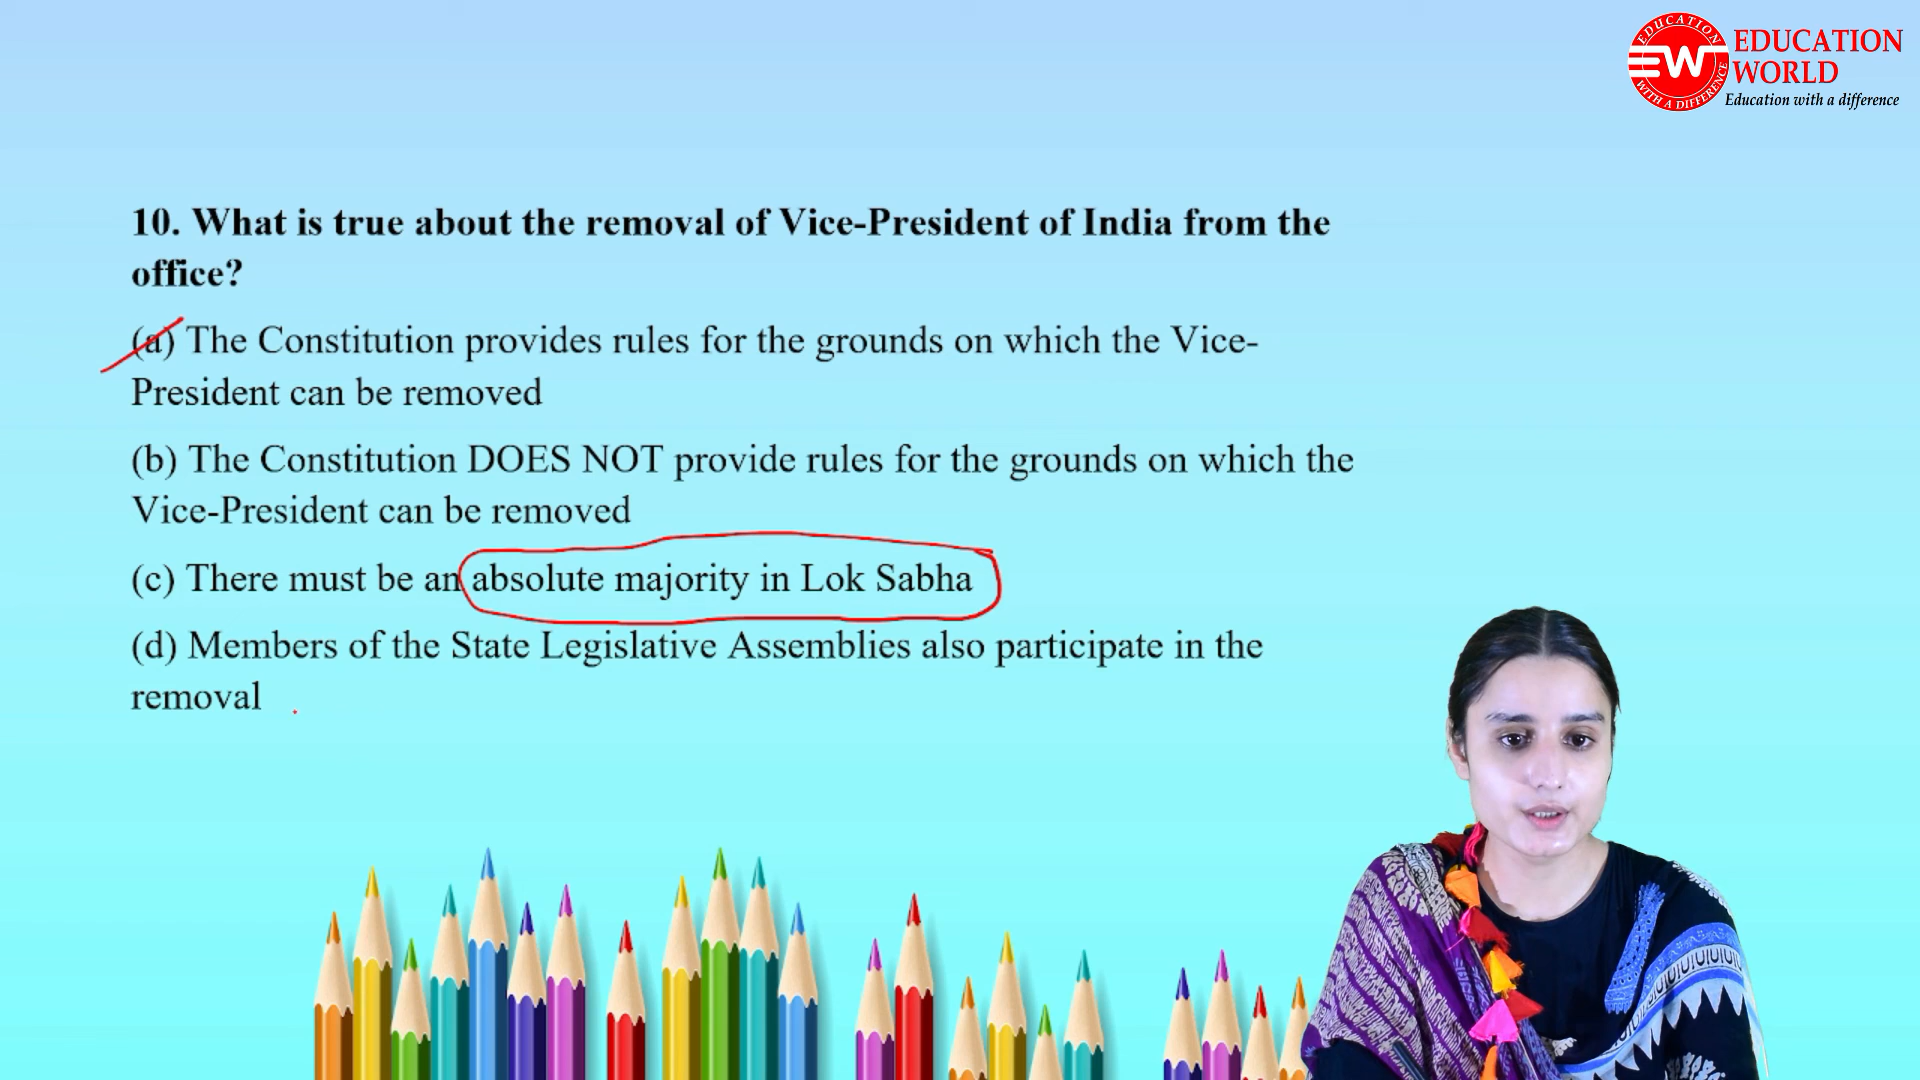 EDUCATION
WITH A DIFFERENCE
EW
EDUCATION
WORLD
Education with a difference
10. What is true about the removal of Vice-President of India from the
office?
(a) The Constitution provides rules for the grounds on which the Vice-
President can be removed
(b) The Constitution DOES NOT provide rules for the grounds on which the
Vice-President can be removed
(c) There must be an absolute majority in Lok Sabha
(d) Members of the State Legislative Assemblies also participate in the
removal